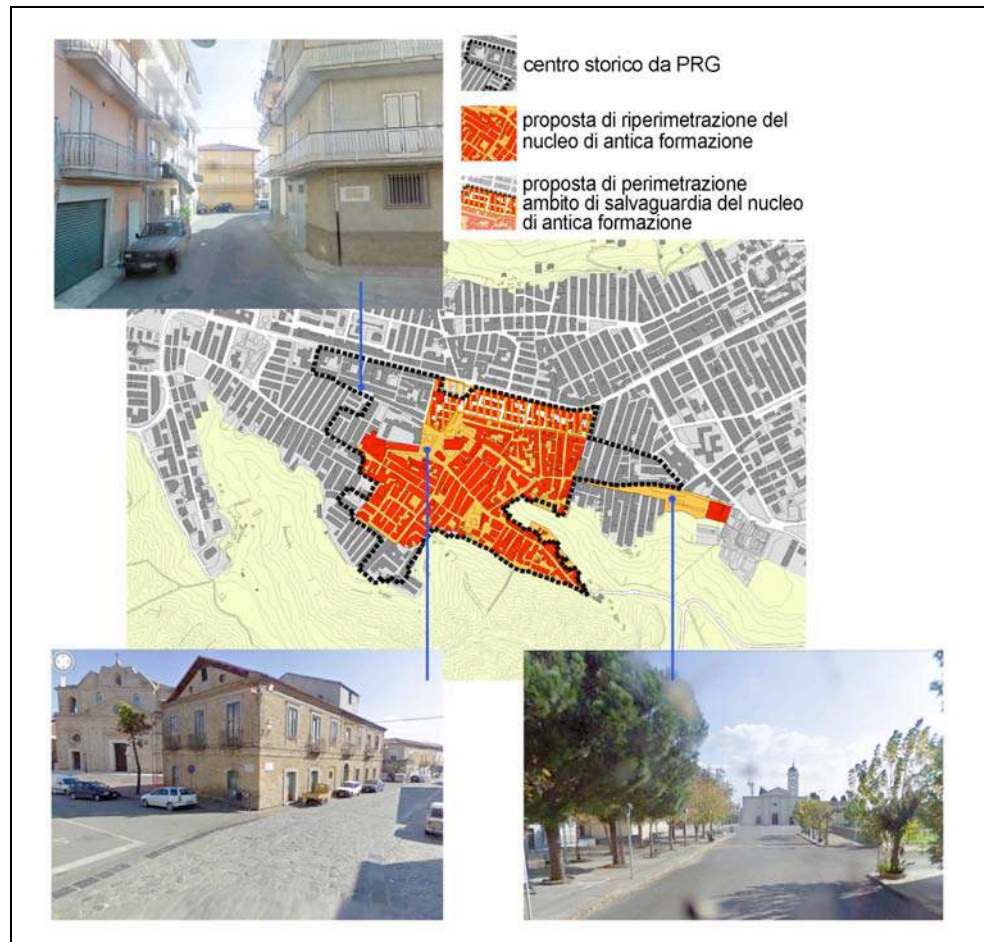 centro storico da PRG
proposta di riperimetrazione del
nucleo di antica formazione
proposta di perimetrazione
ambito di salvaguardia del nucleo
di antica formazione